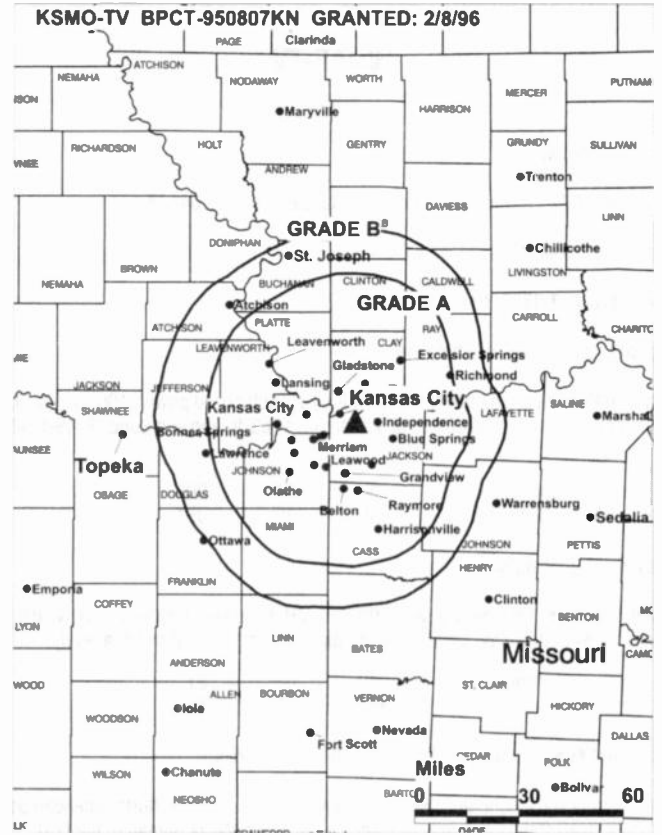 KSMO-TV BPCT-950807KN GRANTED: 2/8/96
PAGE
Clarinda
ATCHISON
NEMAHA
NODAWAY
WORTH
MERCER
PUTNAM
HARRISON
Maryville
RICHARDSON
HOLT
GENTRY
GRUNDY
SULLIVAN
ANDREW
Trenton
DAVIESS
LINN
GRADE B
DONIPHAN
St. Joseph
Chillicothe
BROWN
NEMAHA
BUCHANAN
CLINTON
CALDWELL
LIVINGSTON
GRADE A
Atchison
PLATTE
RAY
CARROLL
ATCHISON
CLAY
LEAVENWORTH
Leavenworth
Excelsior Springs
Gladstone
Richmond
JACKSON
JEFFERSON
Lansing
Kansas City
SALINE
SHAWNEE
Kansas City
LAFAYETTE
Marshal
Independence
Bonner Springs
Blue Springs
Merriam
Topeka
Lawrence
JACKSON
Leawood
JOHNSON
Grandview
Olathe
OSAGE
DOUGLAS
Belton
Raymore
Warrensburg
Sedalia
MIAMI
Harrisonville
Ottawa
JOHNSON
PETTIS
CASS
HENRY
FRANKLIN
Emporia
Clinton
COFFEY
BENTON
LYON
LINN
BATES
Missouri
ANDERSON
WOOD
ST. CLAIR
ALLEN
BOURBON
VERNON
HICKORY
Iola
WOODSON
Nevada
Fort Scott
DALLAS
CEDAR
Miles
POLK
WILSON
Chanute
0 30 60
Boliva
NEOSHO
BARTO
DADE